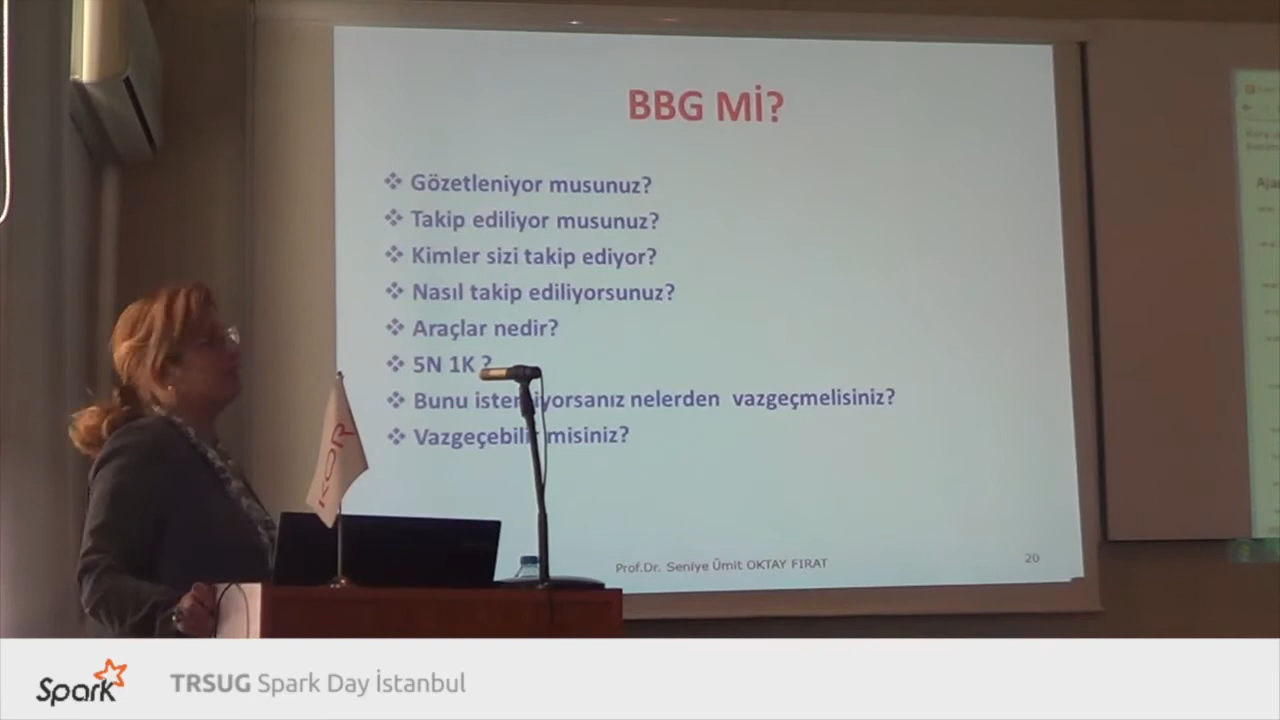 BBG Mİ?
Gözetleniyor musunuz?
Takip ediliyor musunuz?
Kimler sizi takip ediyor?
Nasıl takip ediliyorsunuz?
Araçlar nedir?
5N 1K ?
Bunu istemiyorsanız nelerden vazgeçmelisiniz?
Vazgeçebilir misiniz?
Prof.Dr. Seniye Ümit OKTAY FIRAT
20
KOR
Spark
TRSUG Spark Day İstanbul